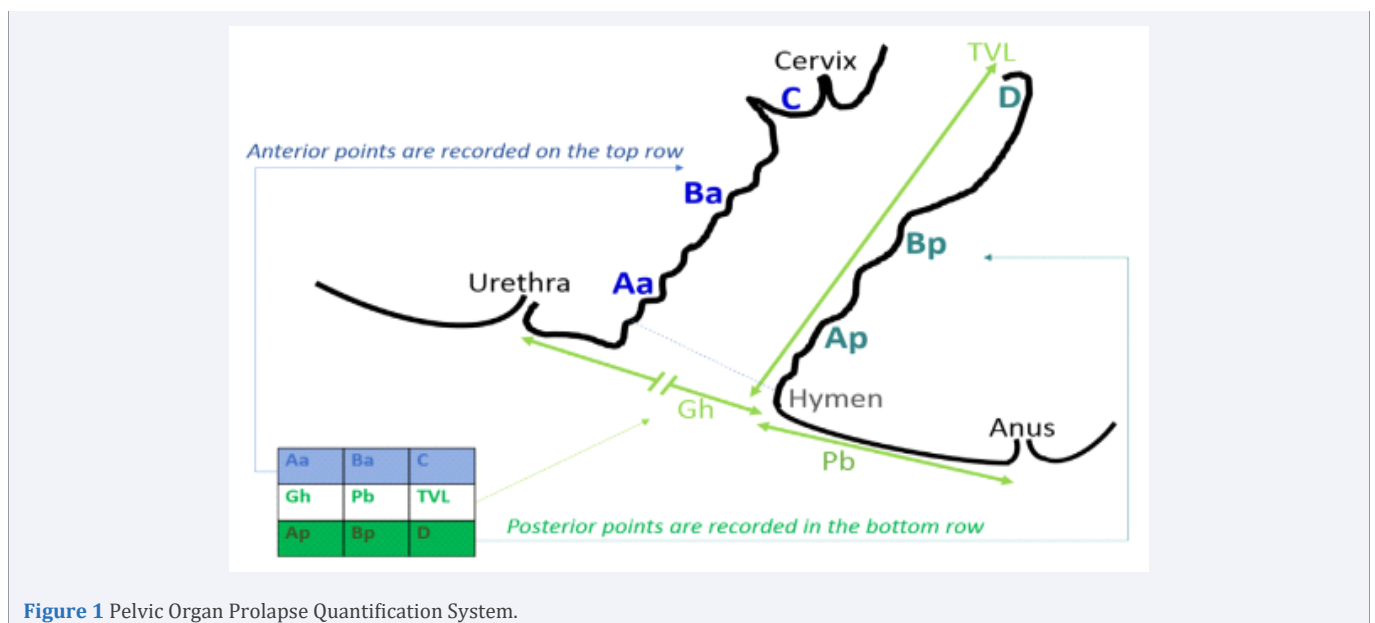 Cervix
TVL
C
D
Anterior points are recorded on the top row
Ba
Bp
Urethra
Aa
Ap
Hymen
Gh
Anus
Pb
Aa Ba C
Gh Pb TVL
Ap Bp D
Posterior points are recorded in the bottom row
Figure 1 Pelvic Organ Prolapse Quantification System.